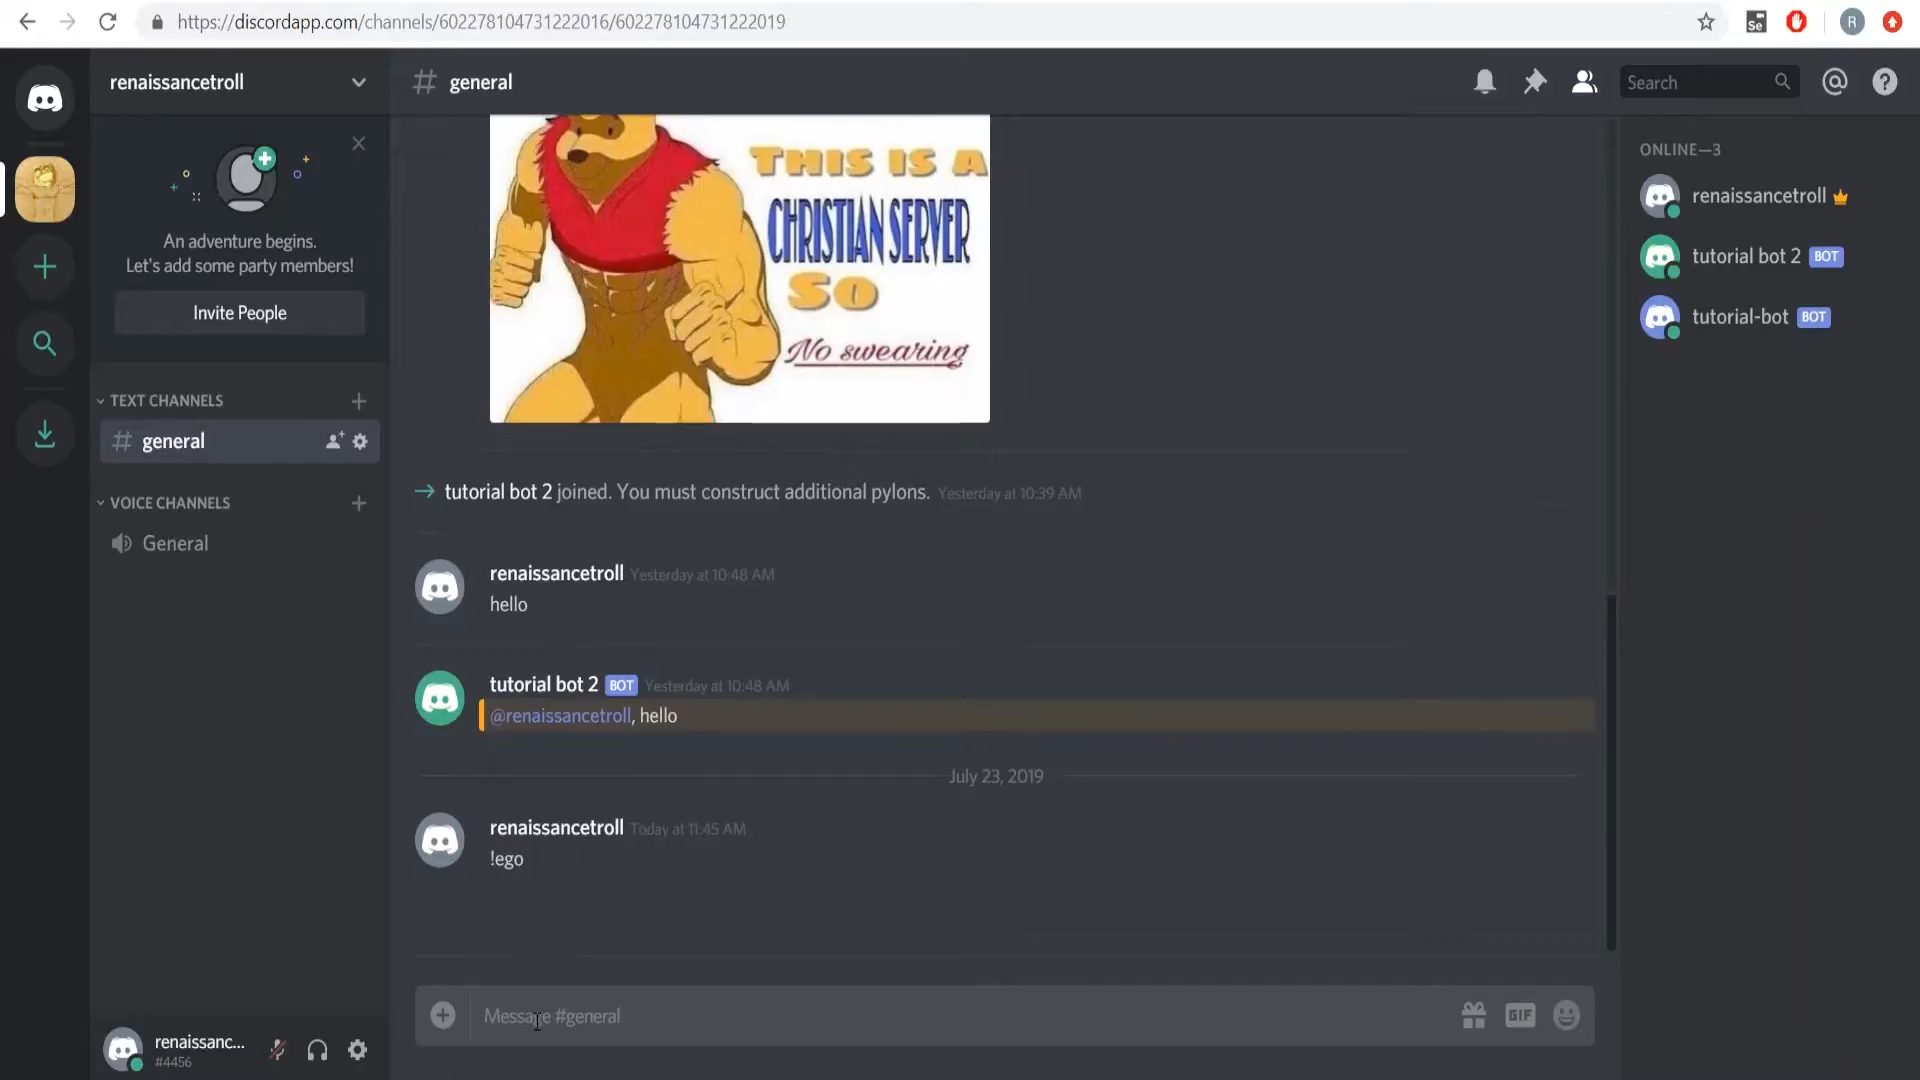 https://discordapp.com/channels/602278104731222016/602278104731222019
Se
R
renaissancetroll
general
Search
An adventure begins.
Let's add some party members!
Invite People
TEXT CHANNELS
general
VOICE CHANNELS
General
renaissanc...
#4456
THIS IS A
CHRISTIAN SERVER
SO
No swearing
tutorial bot 2 joined. You must construct additional pylons. Yesterday at 10:39 AM
renaissancetroll Yesterday at 10:48 AM
hello
tutorial bot 2 BOT Yesterday at 10:48 AM
@renaissancetroll, hello
July 23, 2019
renaissancetroll Today at 11:45 AM
!ego
Message #general
GIF
ONLINE—3
renaissancetroll
tutorial bot 2 BOT
tutorial-bot BOT